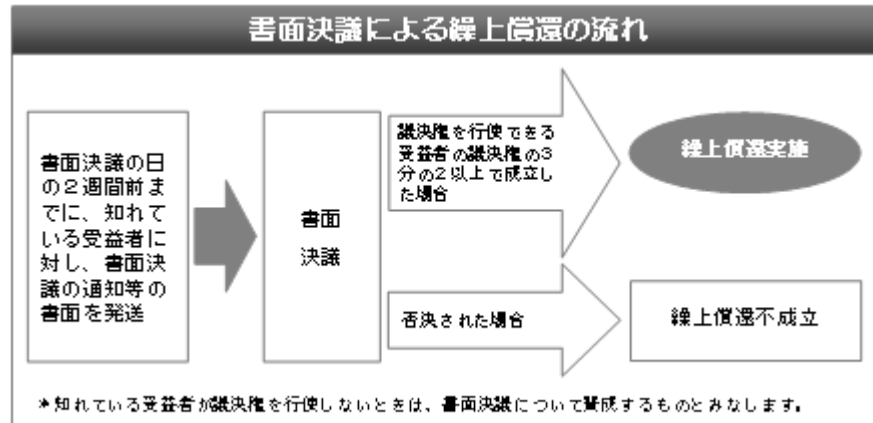 書面決議による繰上償還の流れ
書面決議の日
の２週間前ま
でに、知れて
いる受益者に
対し、書面決
議の通知等の
書面を発送
書面
決議
議決権を行使できる
受益者の議決権の３
分の２以上で成立し
た場合
繰上償還実施
否決された場合
繰上償還不成立
＊知れている受益者が議決権を行使しないときは、書面決議について賛成するものとみなします。